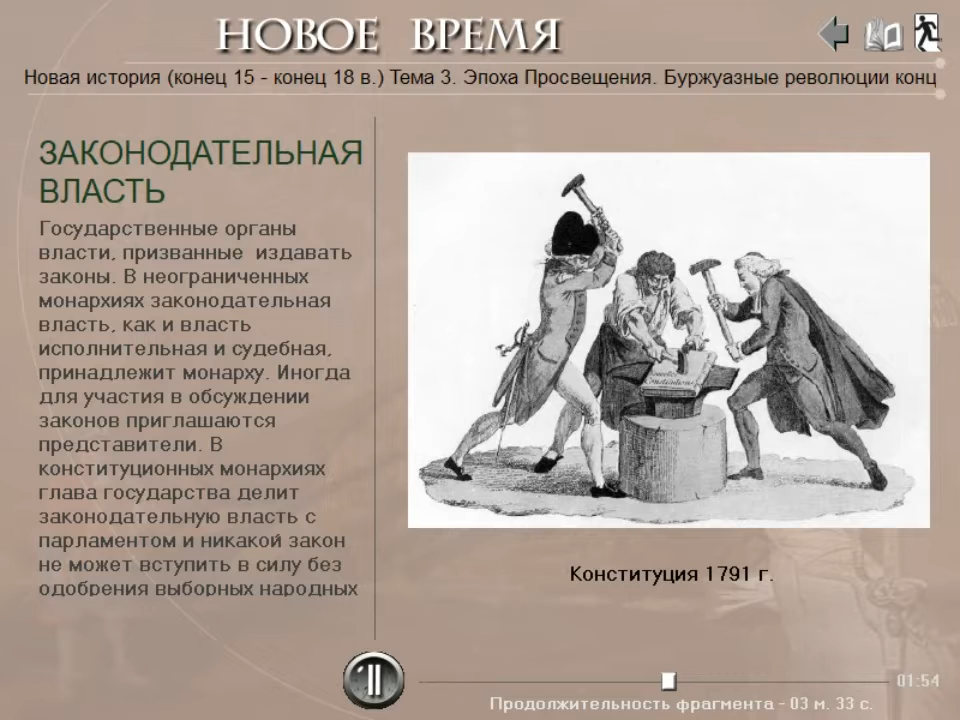 НОВОЕ ВРЕМЯ
Новая история (конец 15 - конец 18 в.) Тема 3. Эпоха Просвещения. Буржуазные революции конц
ЗАКОНОДАТЕЛЬНАЯ
ВЛАСТЬ
Государственные органы
власти, призванные издавать
законы. В неограниченных
монархиях законодательная
власть, как и власть
исполнительная и судебная,
принадлежит монарху. Иногда
для участия в обсуждении
законов приглашаются
представители. В
конституционных монархиях
глава государства делит
законодательную власть с
парламентом и никакой закон
не может вступить в силу без
одобрения выборных народных
Конституция 1791 г.
01:54
Продолжительность фрагмента - 03 м. 33 с.